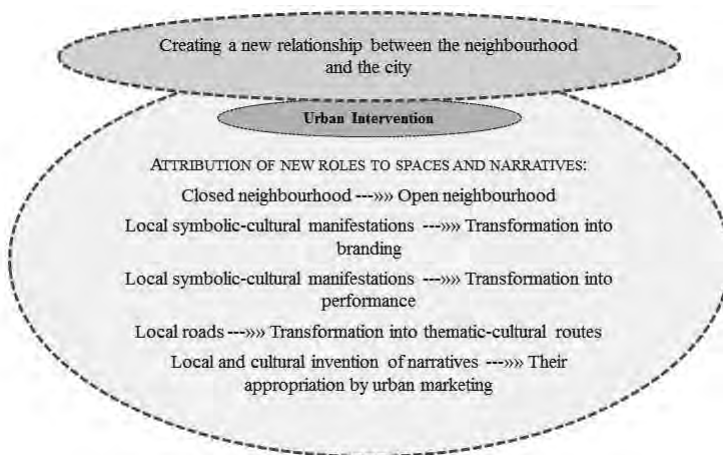 Creating a new relationship between the neighbourhood
and the city
Urban Intervention
ATTRIBUTION OF NEW ROLES TO SPACES AND NARRATIVES:
Closed neighbourhood ---»» Open neighbourhood
Local symbolic-cultural manifestations ---»» Transformation into
branding
Local symbolic-cultural manifestations ---»» Transformation into
performance
Local roads ---»» Transformation into thematic-cultural routes
Local and cultural invention of narratives ---»» Their
appropriation by urban marketing